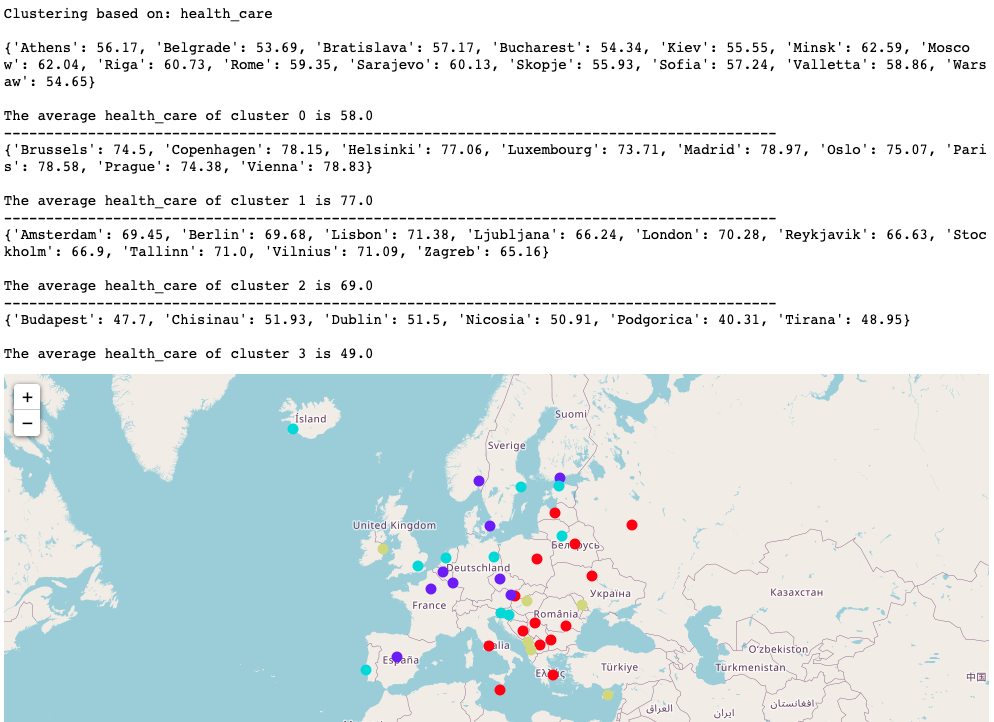 Clustering based on: health_care
{'Athens': 56.17, 'Belgrade': 53.69, 'Bratislava': 57.17, 'Bucharest': 54.34, 'Kiev': 55.55, 'Minsk': 62.59, 'Mosco
w': 62.04, 'Riga': 60.73, 'Rome': 59.35, 'Sarajevo': 60.13, 'Skopje': 55.93, 'Sofia': 57.24, 'Valletta': 58.86, 'Wars
aw': 54.65}
The average health_care of cluster 0 is 58.0
--------------------------------------------------------------------------------------------
{'Brussels': 74.5, 'Copenhagen': 78.15, 'Helsinki': 77.06, 'Luxembourg': 73.71, 'Madrid': 78.97, 'Oslo': 75.07, 'Pari
s': 78.58, 'Prague': 74.38, 'Vienna': 78.83}
The average health_care of cluster 1 is 77.0
--------------------------------------------------------------------------------------------
{'Amsterdam': 69.45, 'Berlin': 69.68, 'Lisbon': 71.38, 'Ljubljana': 66.24, 'London': 70.28, 'Reykjavik': 66.63, 'Stoc
kholm': 66.9, 'Tallinn': 71.0, 'Vilnius': 71.09, 'Zagreb': 65.16}
The average health_care of cluster 2 is 69.0
--------------------------------------------------------------------------------------------
{'Budapest': 47.7, 'Chisinau': 51.93, 'Dublin': 51.5, 'Nicosia': 50.91, 'Podgorica': 40.31, 'Tirana': 48.95}
The average health_care of cluster 3 is 49.0
+
−
Ísland
Suomi
Sverige
United Kingdom
Беларусь
Deutschland
Україна
Казахстан
France
România
Italia
O'zbekiston
España
Ελλάς
Türkiye
Türkmenistan
中国
العراق
ایران
افغانستان